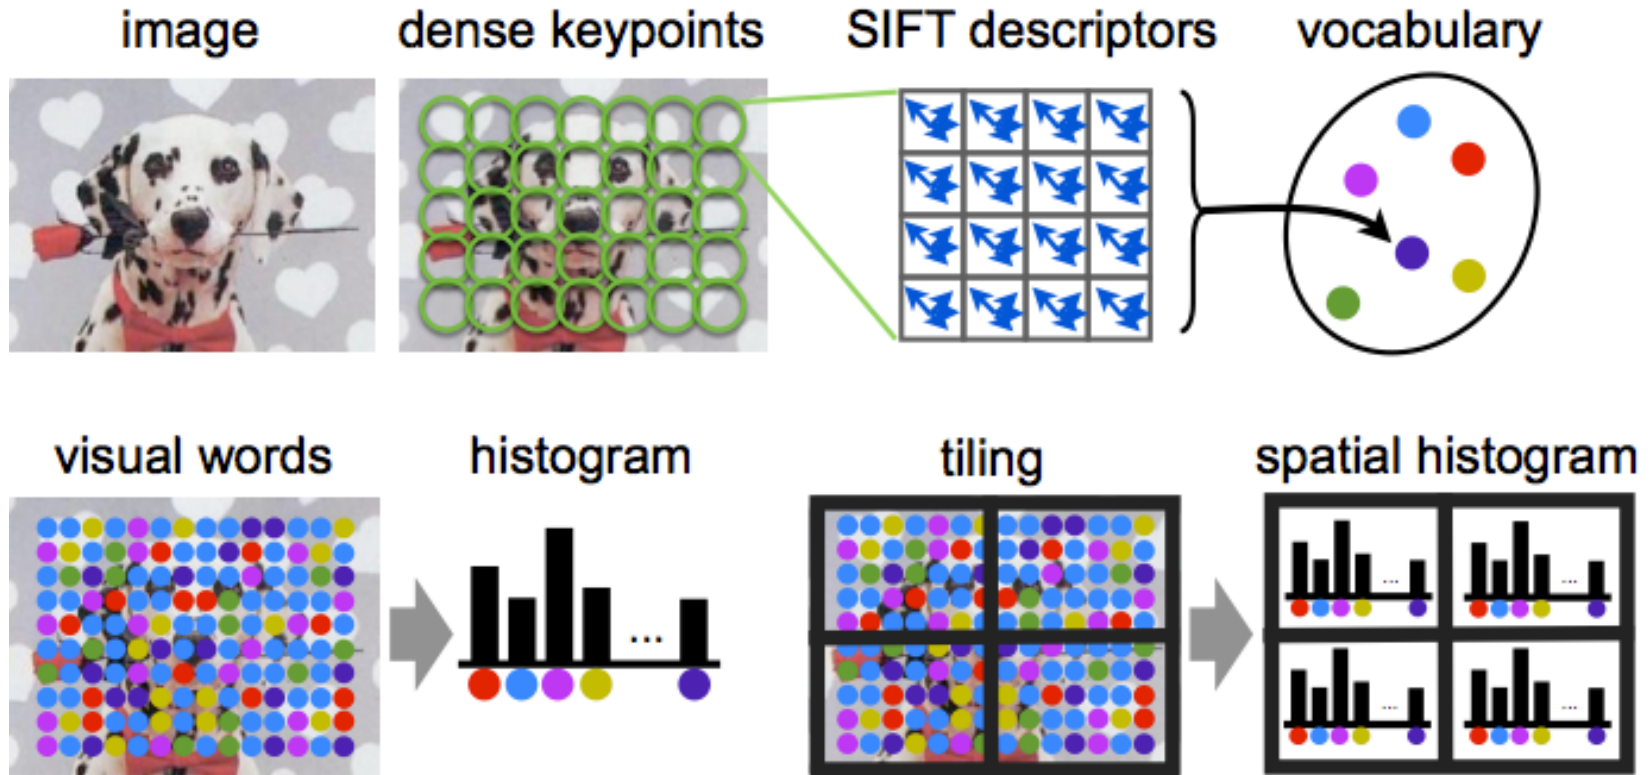 image
dense keypoints
SIFT descriptors
vocabulary
visual words
histogram
tiling
spatial histogram
...
... ...
... ...